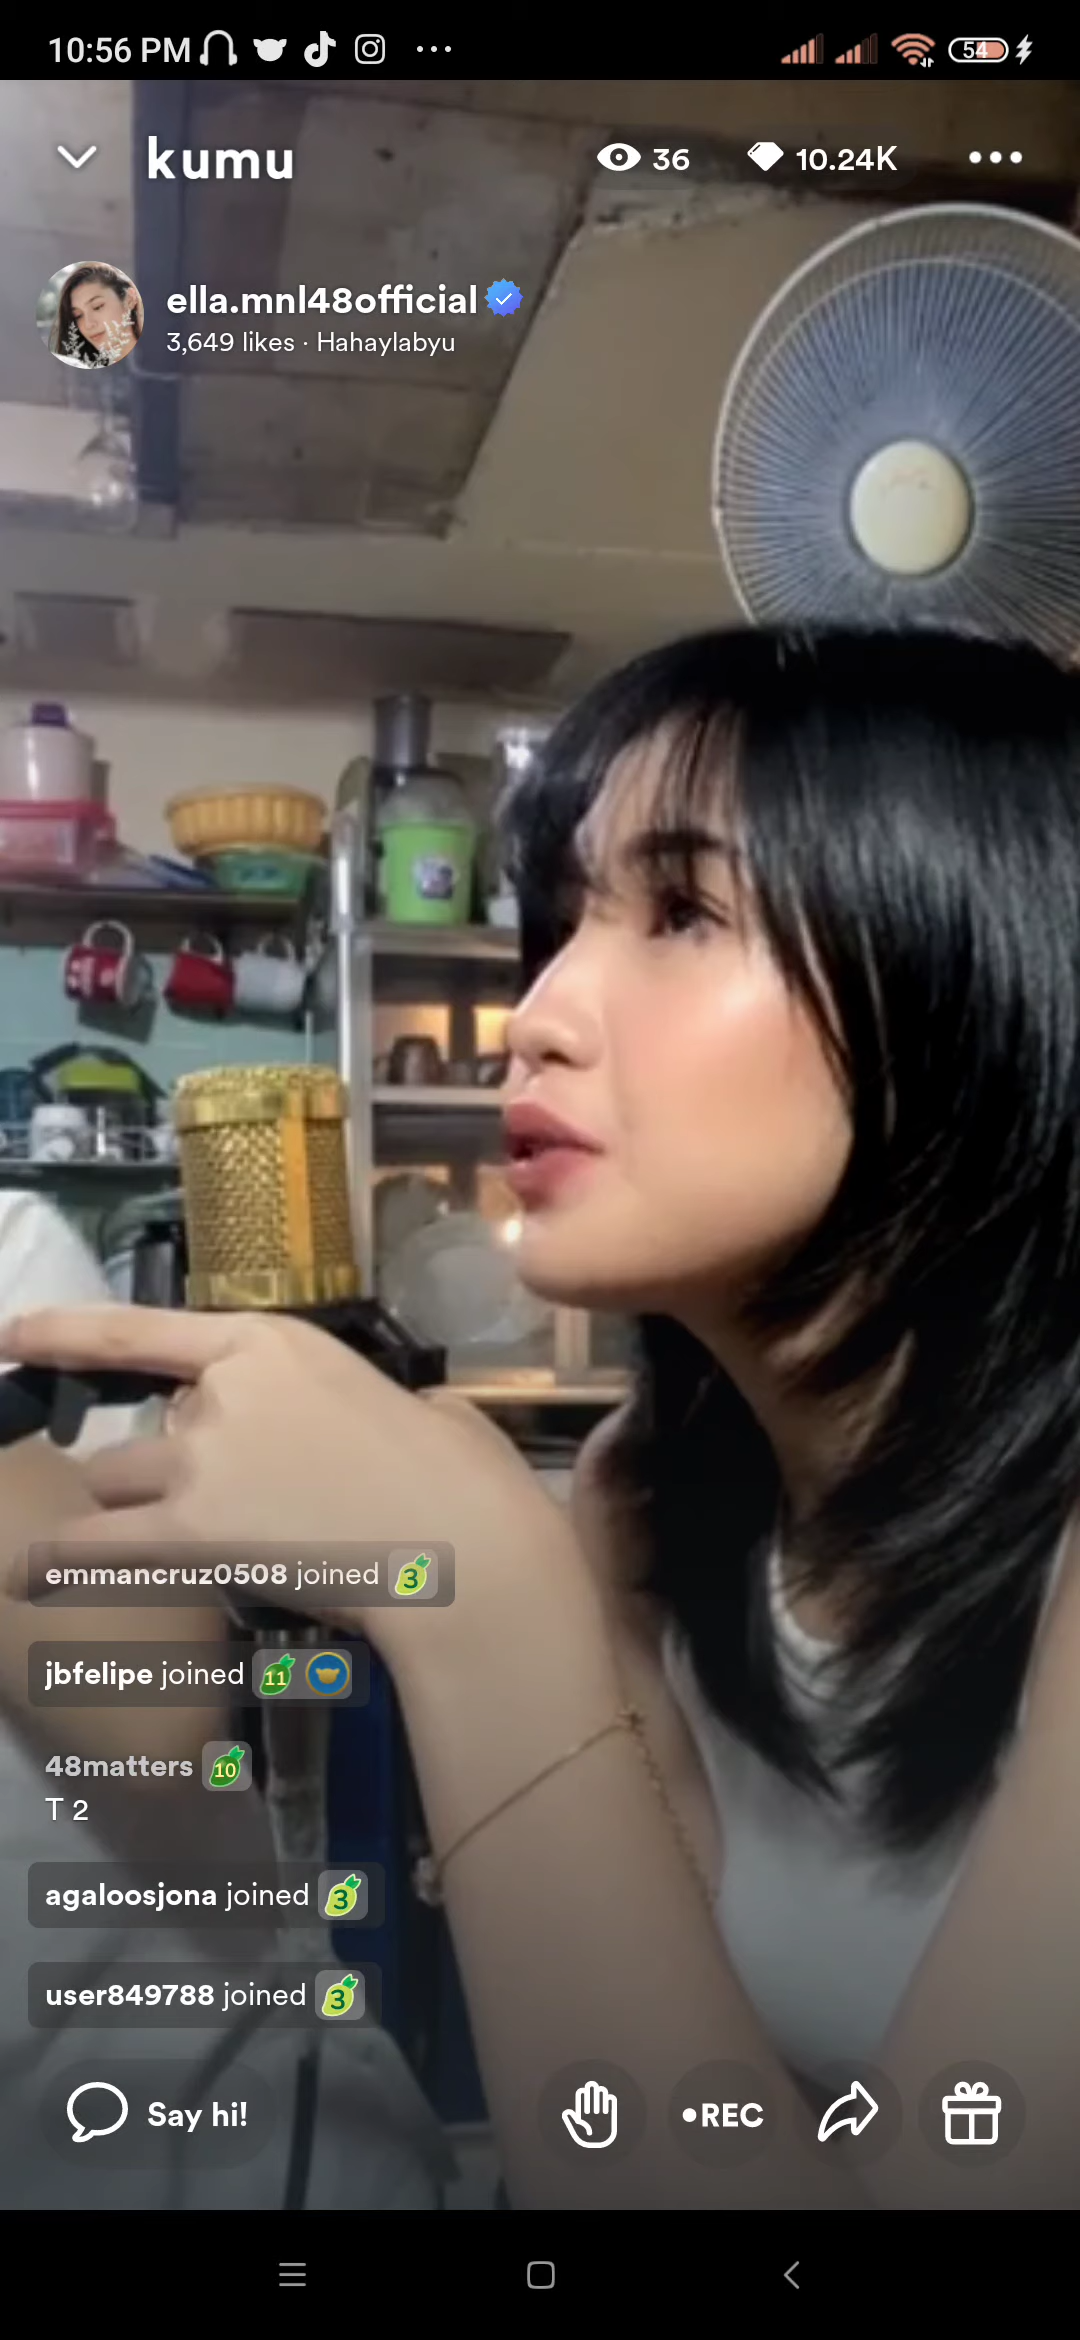 10:56 PM
54
kumu
36
10.24K
ella.mnl48official
3,649 likes · Hahaylabyu
emmancruz0508 joined 3
jbfelipe joined 11
48matters 10
T 2
agaloosjona joined 3
user849788 joined 3
Say hi!
•REC